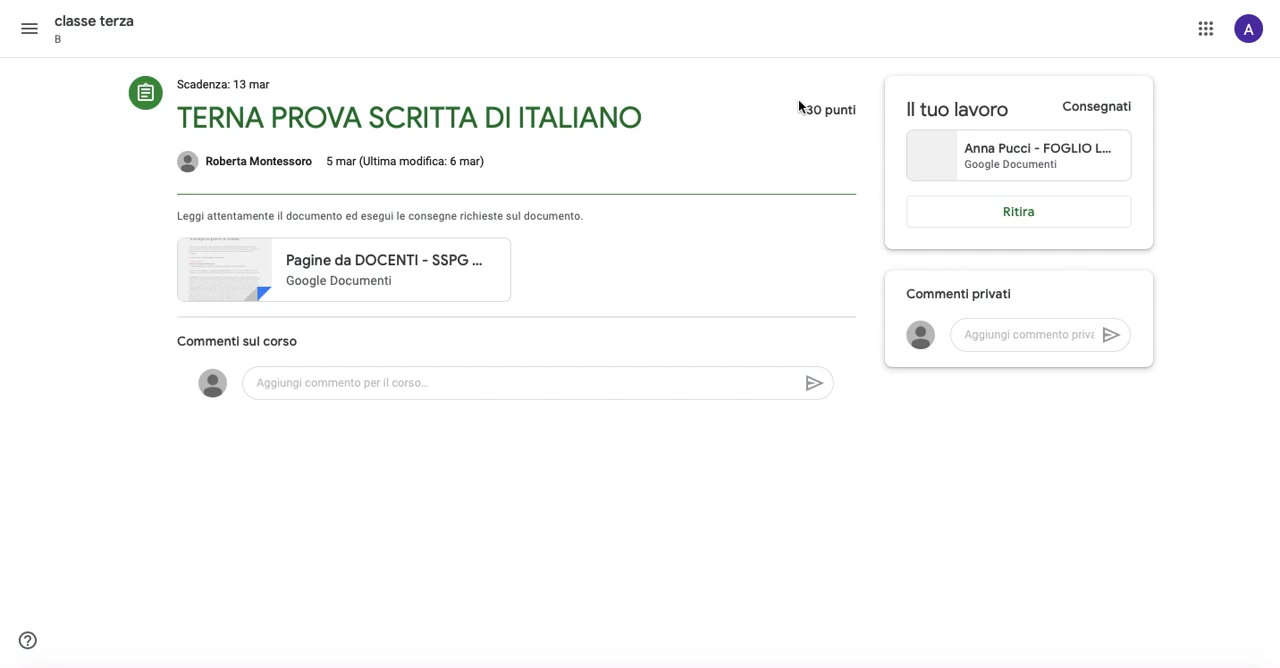 classe terza
B
A
Scadenza: 13 mar
TERNA PROVA SCRITTA DI ITALIANO
30 punti
Roberta Montessoro 5 mar (Ultima modifica: 6 mar)
Leggi attentamente il documento ed esegui le consegne richieste sul documento.
Pagine da DOCENTI - SSPG ...
Google Documenti
Commenti sul corso
Aggiungi commento per il corso...
Il tuo lavoro
Consegnati
Anna Pucci - FOGLIO L...
Google Documenti
Ritira
Commenti privati
Aggiungi commento priva